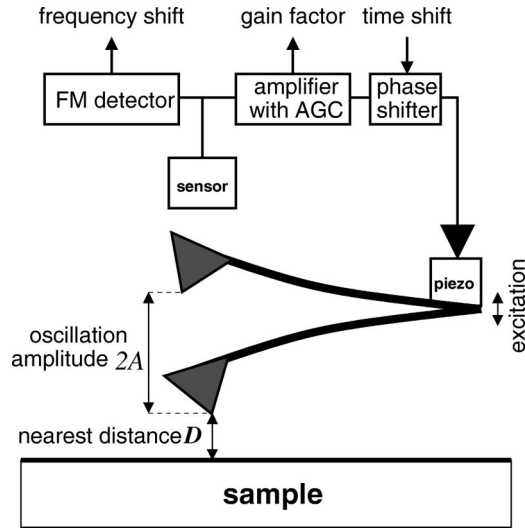 frequency shift
gain factor
time shift
FM detector
amplifier
with AGC
phase
shifter
sensor
piezo
excitation
oscillation
amplitude 2A
nearest distance D
sample